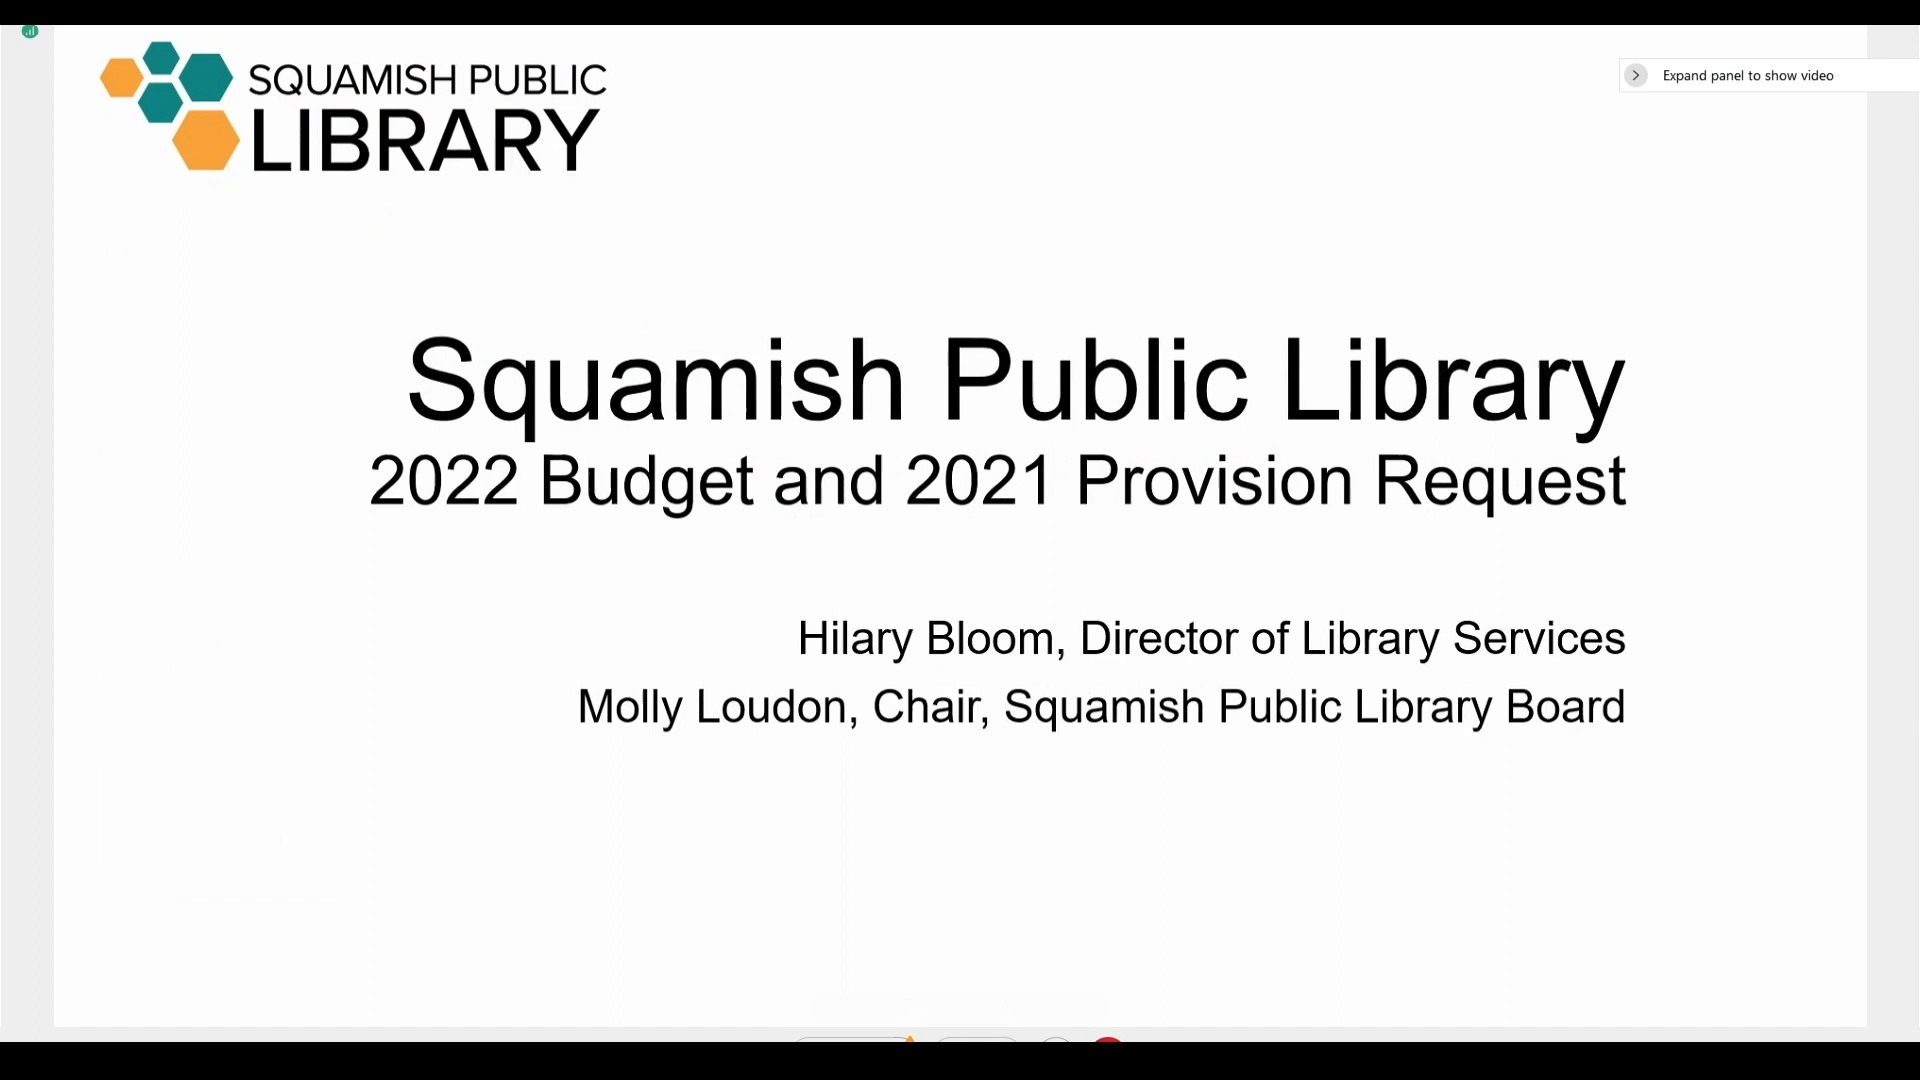 SQUAMISH PUBLIC
LIBRARY
Expand panel to show video
Squamish Public Library
2022 Budget and 2021 Provision Request
Hilary Bloom, Director of Library Services
Molly Loudon, Chair, Squamish Public Library Board